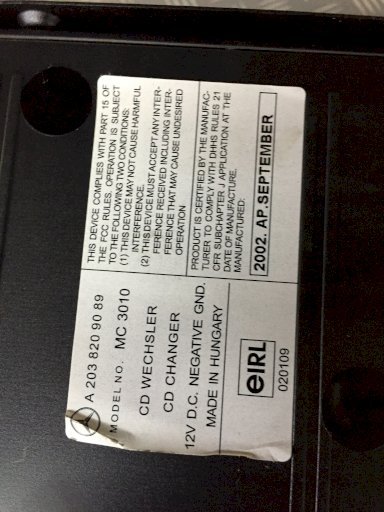 A 203 820 90 89
MODEL NO. MC 3010
CD WECHSLER
CD CHANGER
12V D.C. NEGATIVE GND.
MADE IN HUNGARY
eIRL
020109
THIS DEVICE COMPLIES WITH PART 15 OF
THE FCC RULES. OPERATION IS SUBJECT
TO THE FOLLOWING TWO CONDITIONS:
(1) THIS DEVICE MAY NOT CAUSE HARMFUL
INTERFERENCE.
(2) THIS DEVICE MUST ACCEPT ANY INTER-
FERENCE RECEIVED INCLUDING INTER-
FERENCE THAT MAY CAUSE UNDESIRED
OPERATION
PRODUCT IS CERTIFIED BY THE MANUFAC-
TURER TO COMPLY WITH DHHS RULES 21
CFR SUBCHAPTER J APPLICATION AT THE
DATE OF MANUFACTURE.
MANUFACTURED:
2002. AP.SEPTEMBER